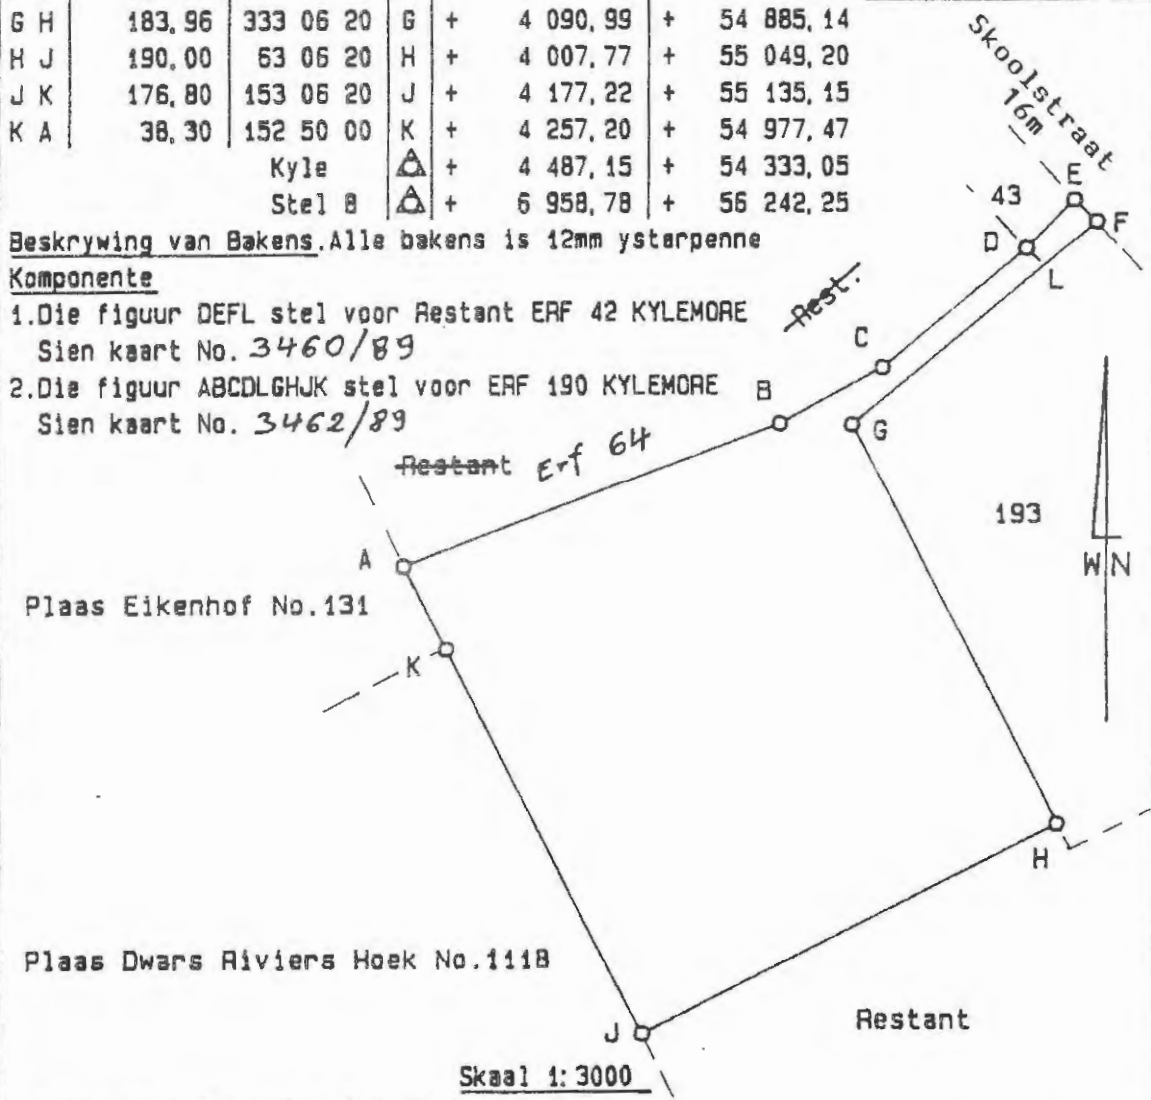 G H 183,96 333 06 20 G + 4 090,99 + 54 885,14
H J 190,00 63 06 20 H + 4 007,77 + 55 049,20
J K 176,80 153 06 20 J + 4 177,22 + 55 135,15
K A 38,30 152 50 00 K + 4 257,20 + 54 977,47
Kyle + 4 487,15 + 54 333,05
Stel 8 + 6 958,78 + 56 242,25
Beskrywing van Bakens.Alle bakens is 12mm ysterpenne
Komponente
1.Die figuur DEFL stel voor Restant ERF 42 KYLEMORE
Sien kaart No. 3460/89
2.Die figuur ABCDLGHJK stel voor ERF 190 KYLEMORE
Sien kaart No. 3462/89
Skoolstraat
16m
E
43
F
D
L
Rest.
C
B
G
Restant Erf 64
193
A
W N
Plaas Eikenhof No.131
K
H
Plaas Dwars Riviers Hoek No.1118
Restant
J
Skaal 1:3000